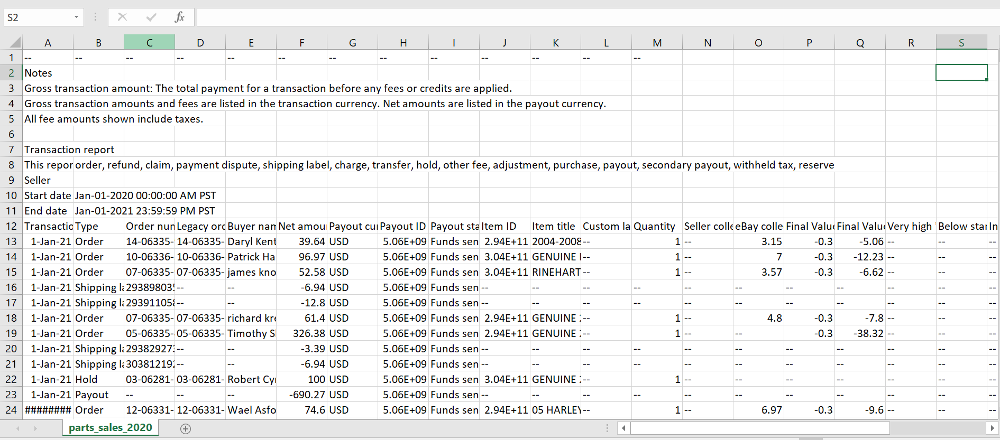 S2 fx
A B C D E F G H I J K L M N O P Q R S
1 -- -- -- -- -- -- -- -- -- -- -- -- --
2 Notes
3 Gross transaction amount: The total payment for a transaction before any fees or credits are applied.
4 Gross transaction amounts and fees are listed in the transaction currency. Net amounts are listed in the payout currency.
5 All fee amounts shown include taxes.
6
7 Transaction report
8 This repor order, refund, claim, payment dispute, shipping label, charge, transfer, hold, other fee, adjustment, purchase, payout, secondary payout, withheld tax, reserve
9 Seller
10 Start date Jan-01-2020 00:00:00 AM PST
11 End date Jan-01-2021 23:59:59 PM PST
12 Transactio Type Order num Legacy orc Buyer nam Net amou Payout cur Payout ID Payout sta Item ID Item title Custom la Quantity Seller colle eBay colle Final Value Final Value Very high Below star In
13 1-Jan-21 Order 14-06335- 14-06335- Daryl Kent 39.64 USD 5.06E+09 Funds sen 2.94E+11 2004-2008 -- 1 -- 3.15 -0.3 -5.06 -- -- --
14 1-Jan-21 Order 10-06336- 10-06336- Patrick Ha 96.97 USD 5.06E+09 Funds sen 3.04E+11 GENUINE -- 1 -- 7 -0.3 -12.23 -- -- --
15 1-Jan-21 Order 07-06335- 07-06335- james kno 52.58 USD 5.06E+09 Funds sen 3.04E+11 RINEHART -- 1 -- 3.57 -0.3 -6.62 -- -- --
16 1-Jan-21 Shipping la 293898035 -- -- -6.94 USD 5.06E+09 Funds sen -- -- -- -- -- -- -- -- -- -- --
17 1-Jan-21 Shipping la 293911058 -- -- -12.8 USD 5.06E+09 Funds sen -- -- -- -- -- -- -- -- -- -- --
18 1-Jan-21 Order 07-06335- 07-06335- richard kre 61.4 USD 5.06E+09 Funds sen 2.94E+11 GENUINE -- 1 -- 4.8 -0.3 -7.8 -- -- --
19 1-Jan-21 Order 05-06335- 05-06335- Timothy S 326.38 USD 5.06E+09 Funds sen 2.94E+11 GENUINE -- 1 -- -- -0.3 -38.32 -- -- --
20 1-Jan-21 Shipping la 293829273 -- -- -3.39 USD 5.06E+09 Funds sen -- -- -- -- -- -- -- -- -- -- --
21 1-Jan-21 Shipping la 303812192 -- -- -6.94 USD 5.06E+09 Funds sen -- -- -- -- -- -- -- -- -- -- --
22 1-Jan-21 Hold 03-06281- 03-06281- Robert Cyr 100 USD 5.06E+09 Funds sen 3.04E+11 GENUINE -- 1 -- -- -- -- -- -- --
23 1-Jan-21 Payout -- -- -- -690.27 USD 5.06E+09 Funds sen -- -- -- -- -- -- -- -- -- -- --
24 ######## Order 12-06331- 12-06331- Wael Asfo 74.6 USD 5.06E+09 Funds sen 2.94E+11 05 HARLEY -- 1 -- 6.97 -0.3 -9.6 -- -- --
parts_sales_2020